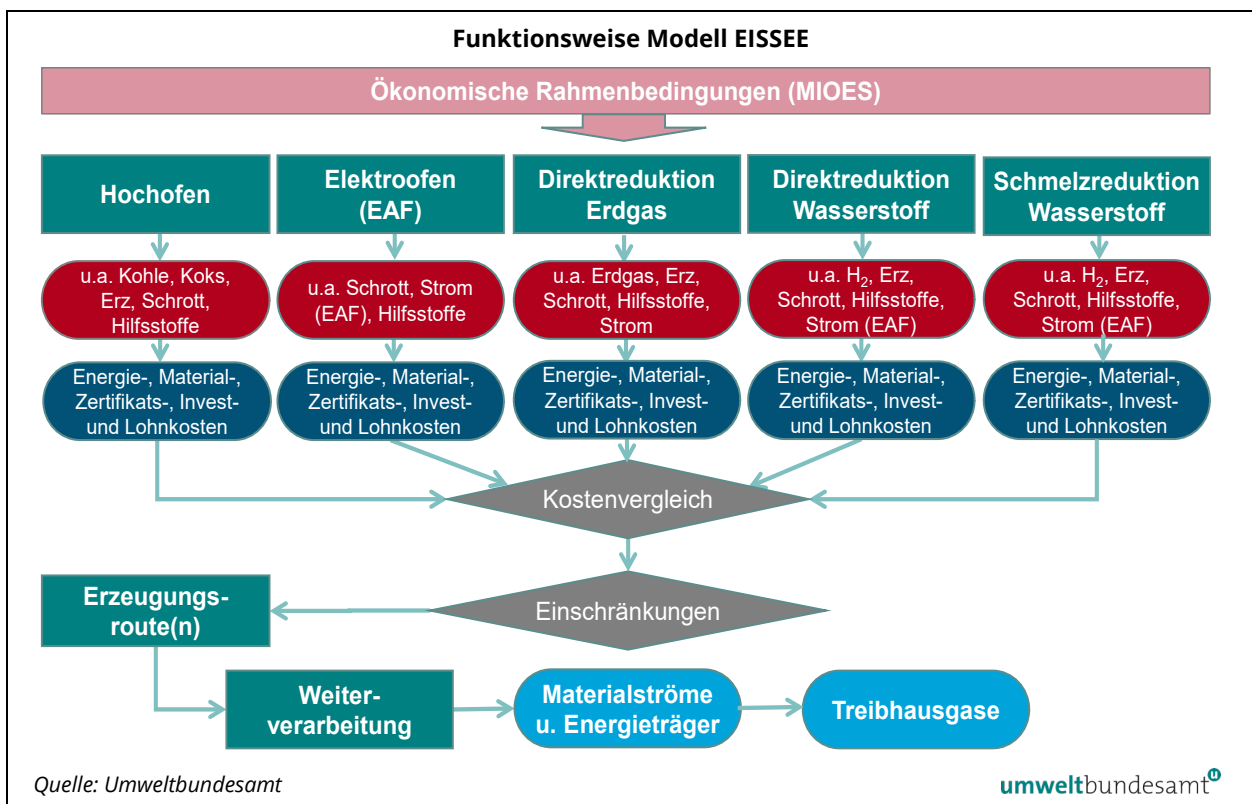 Funktionsweise Modell EISSEE
Ökonomische Rahmenbedingungen (MIOES)
Hochofen
Elektroofen
(EAF)
Direktreduktion
Erdgas
Direktreduktion
Wasserstoff
Schmelzreduktion
Wasserstoff
u.a. Kohle, Koks,
Erz, Schrott,
Hilfsstoffe
u.a. Schrott, Strom
(EAF), Hilfsstoffe
u.a. Erdgas, Erz,
Schrott, Hilfsstoffe,
Strom
u.a. H₂, Erz,
Schrott, Hilfsstoffe,
Strom (EAF)
u.a. H₂, Erz,
Schrott, Hilfsstoffe,
Strom (EAF)
Energie-, Material-,
Zertifikats-, Invest-
und Lohnkosten
Energie-, Material-,
Zertifikats-, Invest-
und Lohnkosten
Energie-, Material-,
Zertifikats-, Invest-
und Lohnkosten
Energie-, Material-,
Zertifikats-, Invest-
und Lohnkosten
Energie-, Material-,
Zertifikats-, Invest-
und Lohnkosten
Kostenvergleich
Einschränkungen
Erzeugungs-
route(n)
Weiter-
verarbeitung
Materialströme
u. Energieträger
Treibhausgase
Quelle: Umweltbundesamt
umweltbundesamt u